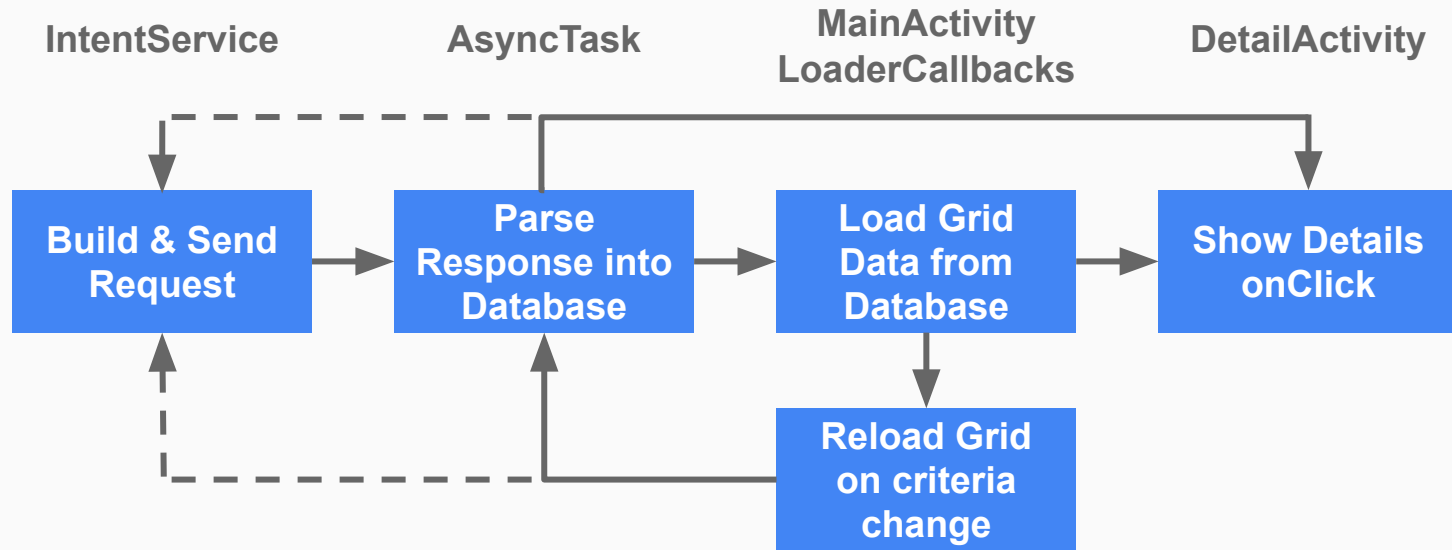 IntentService
AsyncTask
MainActivity
LoaderCallbacks
DetailActivity
Build & Send
Request
Parse
Response into
Database
Load Grid
Data from
Database
Show Details
onClick
Reload Grid
on criteria
change